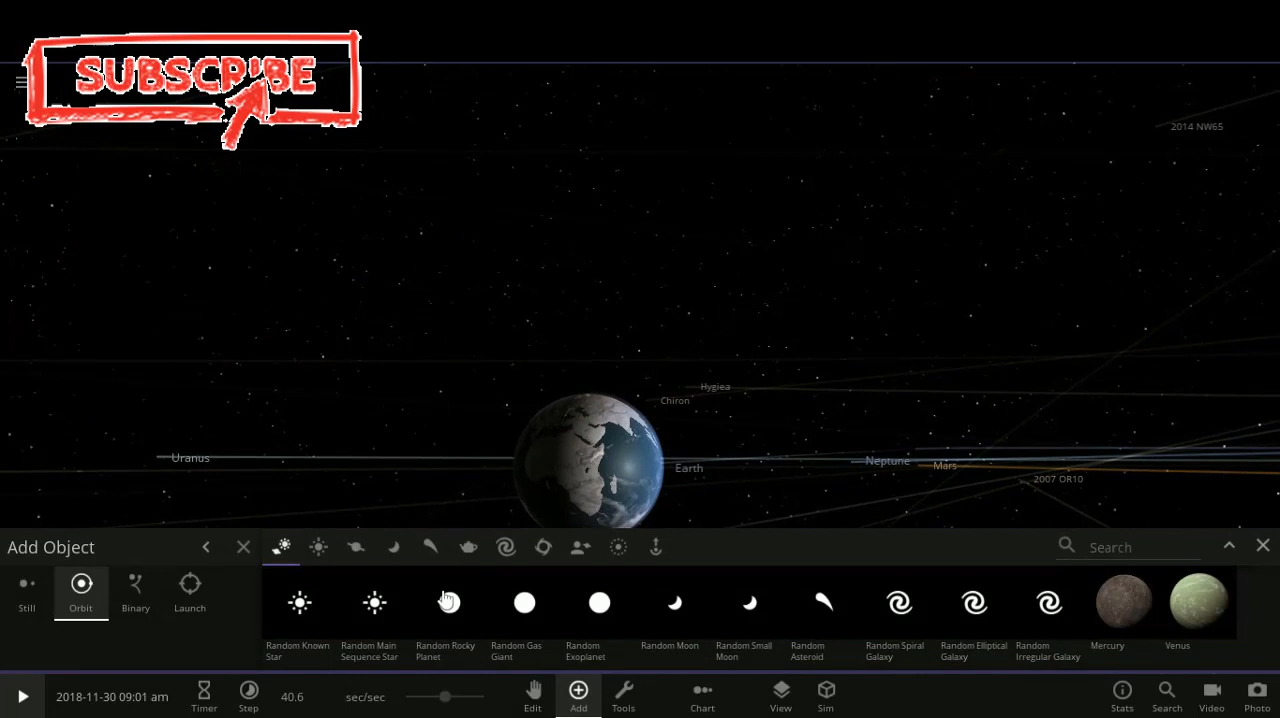 SUBSCRIBE
2014 NW65
Hygiea
Chiron
Uranus
Earth
Neptune
Mars
2007 OR10
Add Object
Search
Still
Orbit
Binary
Launch
Random Known Star
Random Main Sequence Star
Random Rocky Planet
Random Gas Giant
Random Exoplanet
Random Moon
Random Small Moon
Random Asteroid
Random Spiral Galaxy
Random Elliptical Galaxy
Random Irregular Galaxy
Mercury
Venus
2018-11-30 09:01 am
Timer
Step
40.6
sec/sec
Edit
Add
Tools
Chart
View
Sim
Stats
Search
Video
Photo